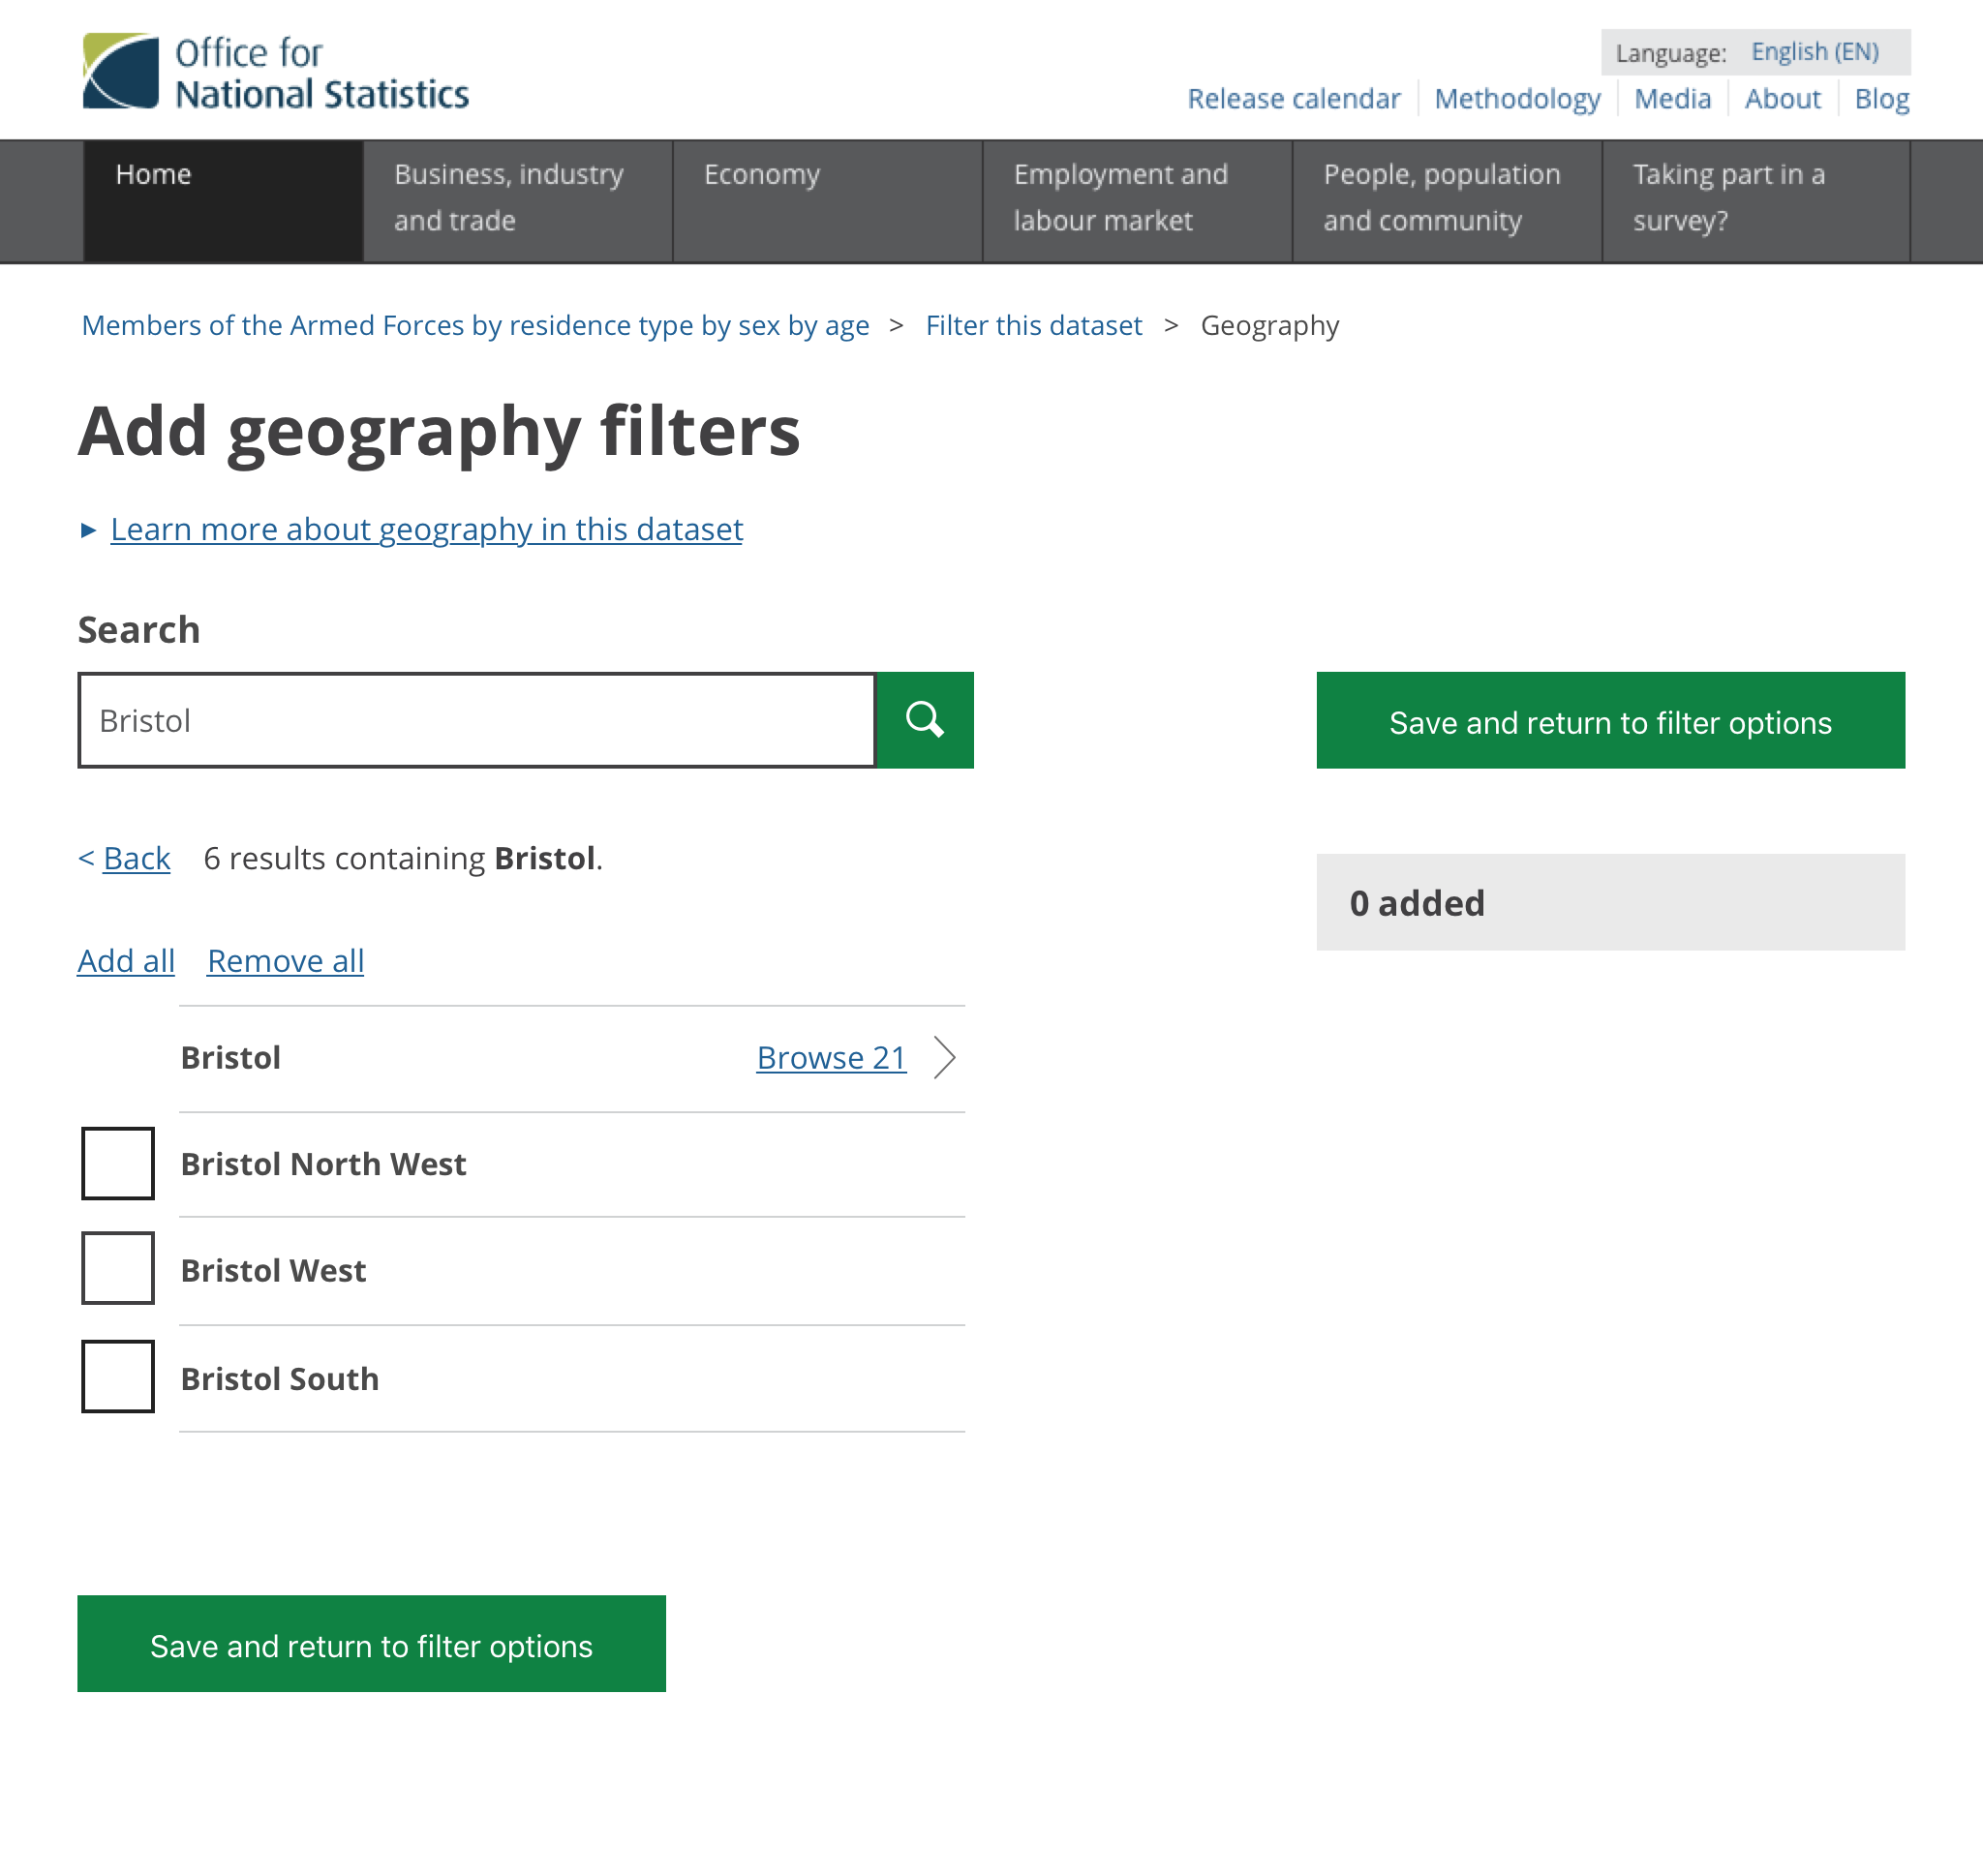 Office for
National Statistics
Language: English (EN)
Release calendar Methodology Media About Blog
Home
Business, industry
and trade
Economy
Employment and
labour market
People, population
and community
Taking part in a
survey?
Members of the Armed Forces by residence type by sex by age > Filter this dataset > Geography
Add geography filters
► Learn more about geography in this dataset
Search
Bristol
Save and return to filter options
< Back 6 results containing Bristol.
0 added
Add all Remove all
Bristol Browse 21
Bristol North West
Bristol West
Bristol South
Save and return to filter options